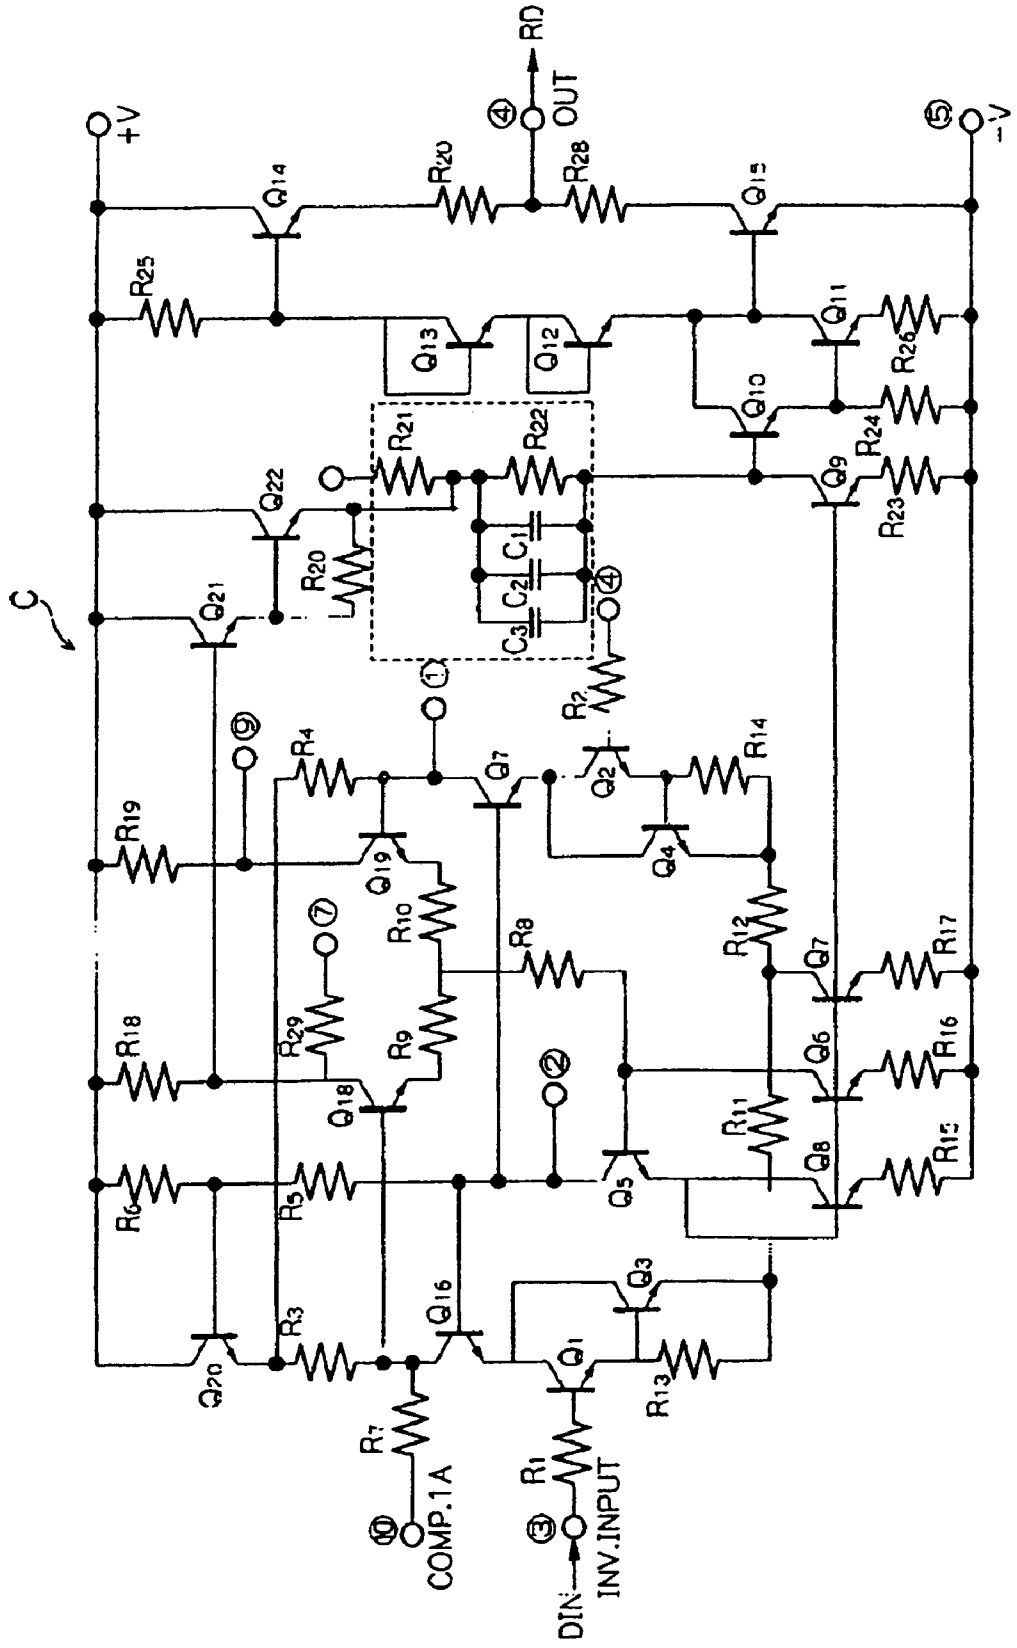 C
+V
R6
R18
R19
R25
Q20
Q21
⑨
Q22
Q14
R3
R5
R29
⑦
R4
R20
R7
Q18
Q19
⑩
COMP.1A
Q16
R9
R10
①
R21
Q13
R20
②
Q7
C3
C2
C1
R22
Q12
④
RD
OUT
R1
Q1
R8
R2
④
R28
DIN
③
INV.INPUT
R13
Q3
Q5
Q2
Q4
R14
R11
R12
Q10
Q15
Q8
Q6
Q7
Q9
Q11
R15
R16
R17
R23
R24
R26
⑤
-V